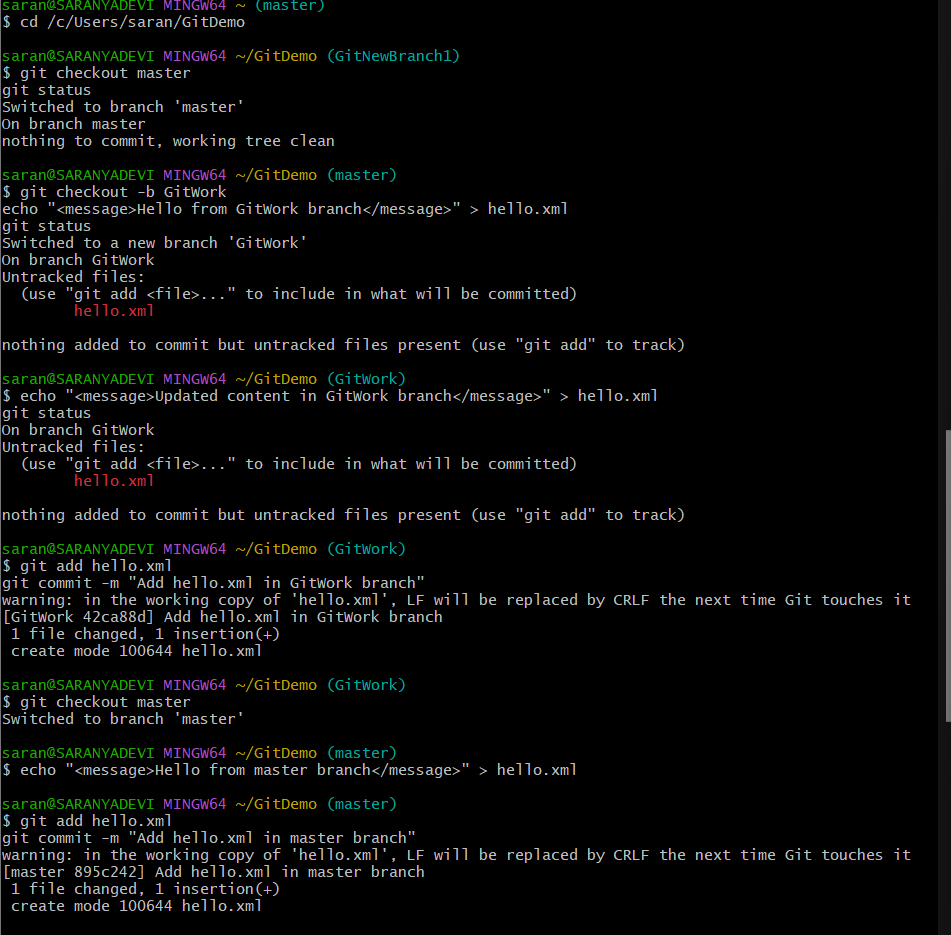 saran@SARANYADEVI MINGW64 ~ (master)
$ cd /c/Users/saran/GitDemo

saran@SARANYADEVI MINGW64 ~/GitDemo (GitNewBranch1)
$ git checkout master
git status
Switched to branch 'master'
On branch master
nothing to commit, working tree clean

saran@SARANYADEVI MINGW64 ~/GitDemo (master)
$ git checkout -b GitWork
echo "<message>Hello from GitWork branch</message>" > hello.xml
git status
Switched to a new branch 'GitWork'
On branch GitWork
Untracked files:
  (use "git add <file>..." to include in what will be committed)
        hello.xml

nothing added to commit but untracked files present (use "git add" to track)

saran@SARANYADEVI MINGW64 ~/GitDemo (GitWork)
$ echo "<message>Updated content in GitWork branch</message>" > hello.xml
git status
On branch GitWork
Untracked files:
  (use "git add <file>..." to include in what will be committed)
        hello.xml

nothing added to commit but untracked files present (use "git add" to track)

saran@SARANYADEVI MINGW64 ~/GitDemo (GitWork)
$ git add hello.xml
git commit -m "Add hello.xml in GitWork branch"
warning: in the working copy of 'hello.xml', LF will be replaced by CRLF the next time Git touches it
[GitWork 42ca88d] Add hello.xml in GitWork branch
 1 file changed, 1 insertion(+)
 create mode 100644 hello.xml

saran@SARANYADEVI MINGW64 ~/GitDemo (GitWork)
$ git checkout master
Switched to branch 'master'

saran@SARANYADEVI MINGW64 ~/GitDemo (master)
$ echo "<message>Hello from master branch</message>" > hello.xml

saran@SARANYADEVI MINGW64 ~/GitDemo (master)
$ git add hello.xml
git commit -m "Add hello.xml in master branch"
warning: in the working copy of 'hello.xml', LF will be replaced by CRLF the next time Git touches it
[master 895c242] Add hello.xml in master branch
 1 file changed, 1 insertion(+)
 create mode 100644 hello.xml